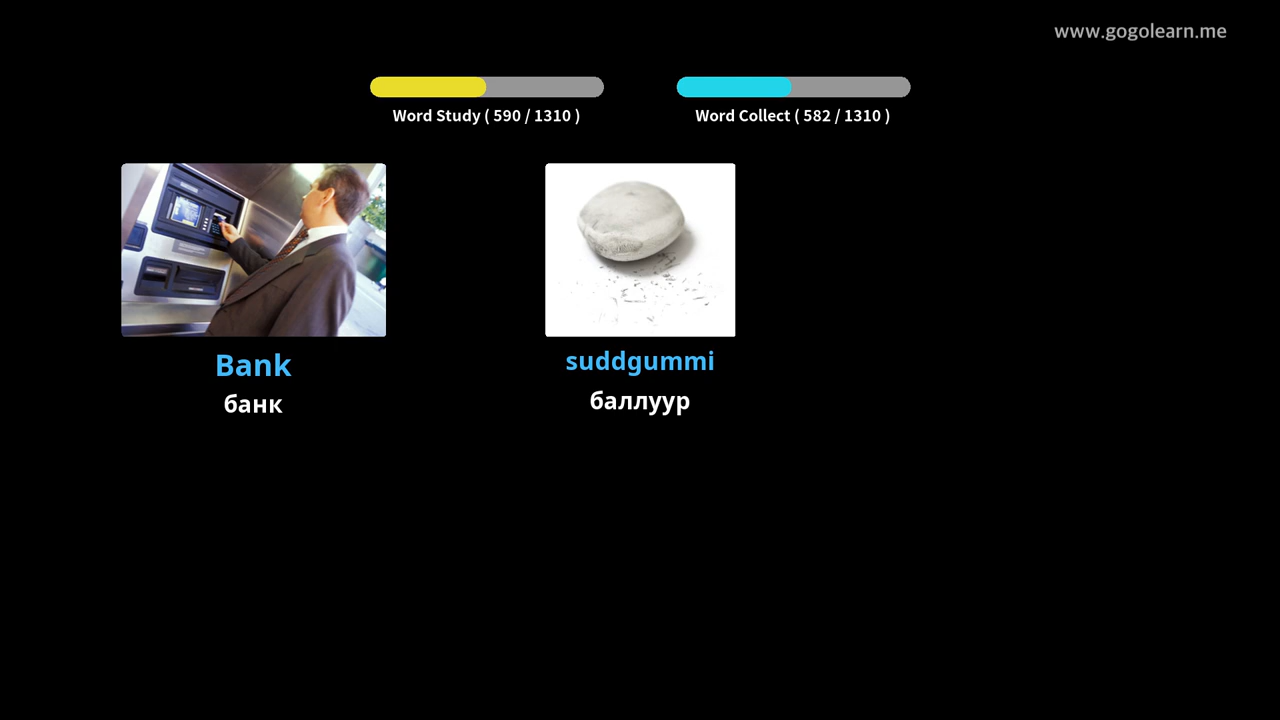 www.gogolearn.me
Word Study ( 590 / 1310 )
Word Collect ( 582 / 1310 )
Bank
банк
suddgummi
баллуур